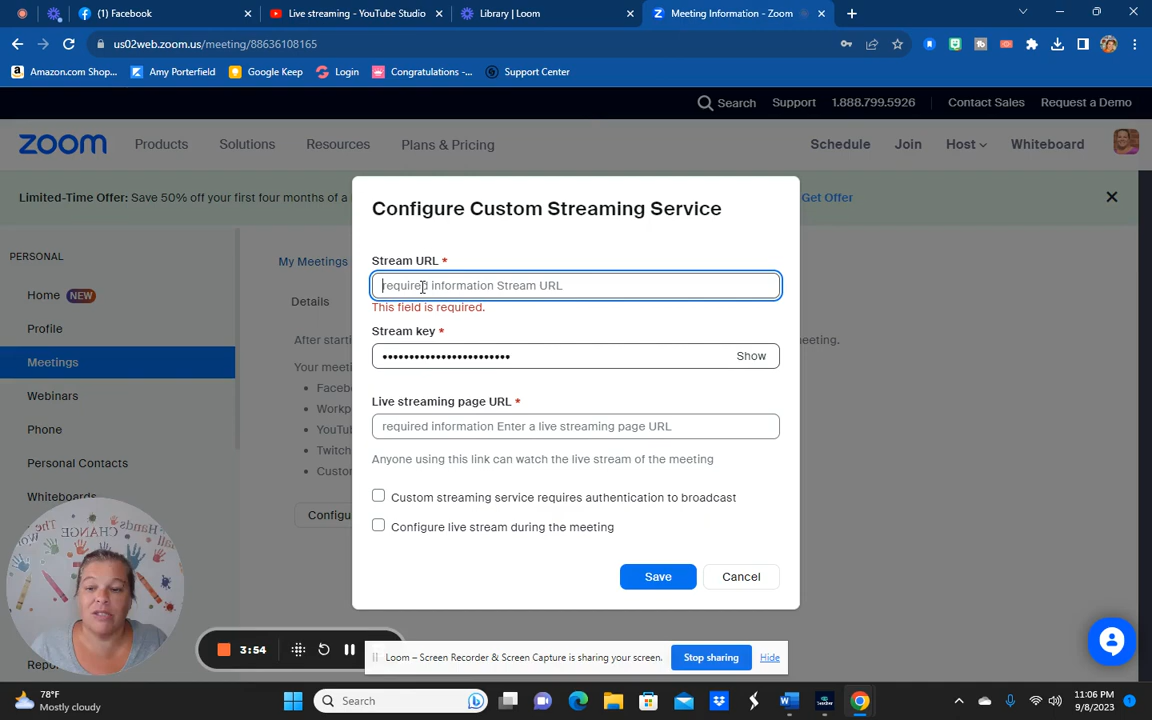 (1) Facebook
Live streaming - YouTube Studio
Library | Loom
Meeting Information - Zoom
us02web.zoom.us/meeting/88636108165
Amazon.com Shop...
Amy Porterfield
Google Keep
Login
Congratulations -...
Support Center
Search
Support
1.888.799.5926
Contact Sales
Request a Demo
zoom
Products
Solutions
Resources
Plans & Pricing
Schedule
Join
Host
Whiteboard
Limited-Time Offer: Save 50% off your first four months of a
Get Offer
PERSONAL
Home NEW
Profile
Meetings
Webinars
Phone
Personal Contacts
Whiteboards
My Meetings
Details
After starti
meeting.
Your meet
Faceb
Workp
YouTu
Twitch
Custo
Configu
Configure Custom Streaming Service
Stream URL *
required information Stream URL
This field is required.
Stream key *
••••••••••••••••••••••••
Show
Live streaming page URL *
required information Enter a live streaming page URL
Anyone using this link can watch the live stream of the meeting
Custom streaming service requires authentication to broadcast
Configure live stream during the meeting
Save
Cancel
The
Hands
CHANGE
3:54
Loom – Screen Recorder & Screen Capture is sharing your screen.
Stop sharing
Hide
78°F
Mostly cloudy
Search
11:06 PM
9/8/2023